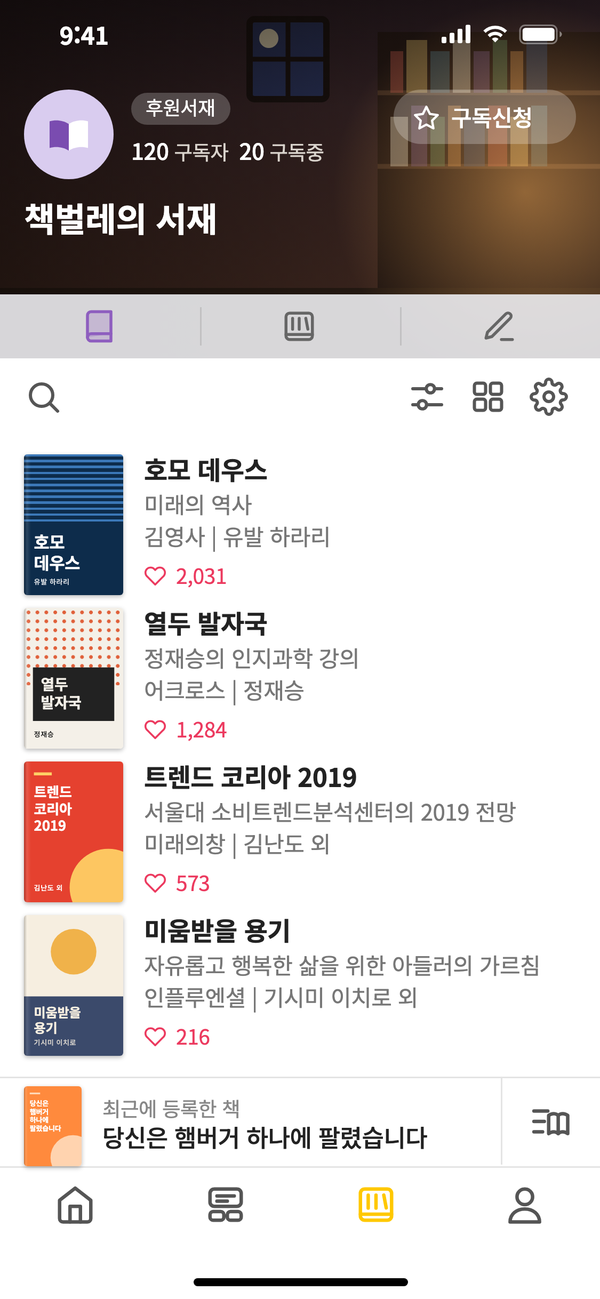 9:41
후원서재
120 구독자 20 구독중
구독신청
책벌레의 서재
호모
데우스
유발 하라리
호모 데우스
미래의 역사
김영사 | 유발 하라리
2,031
열두
발자국
정재승
열두 발자국
정재승의 인지과학 강의
어크로스 | 정재승
1,284
트렌드
코리아
2019
김난도 외
트렌드 코리아 2019
서울대 소비트렌드분석센터의 2019 전망
미래의창 | 김난도 외
573
미움받을
용기
기시미 이치로
미움받을 용기
자유롭고 행복한 삶을 위한 아들러의 가르침
인플루엔셜 | 기시미 이치로 외
216
당신은
햄버거
하나에
팔렸습니다
최근에 등록한 책
당신은 햄버거 하나에 팔렸습니다